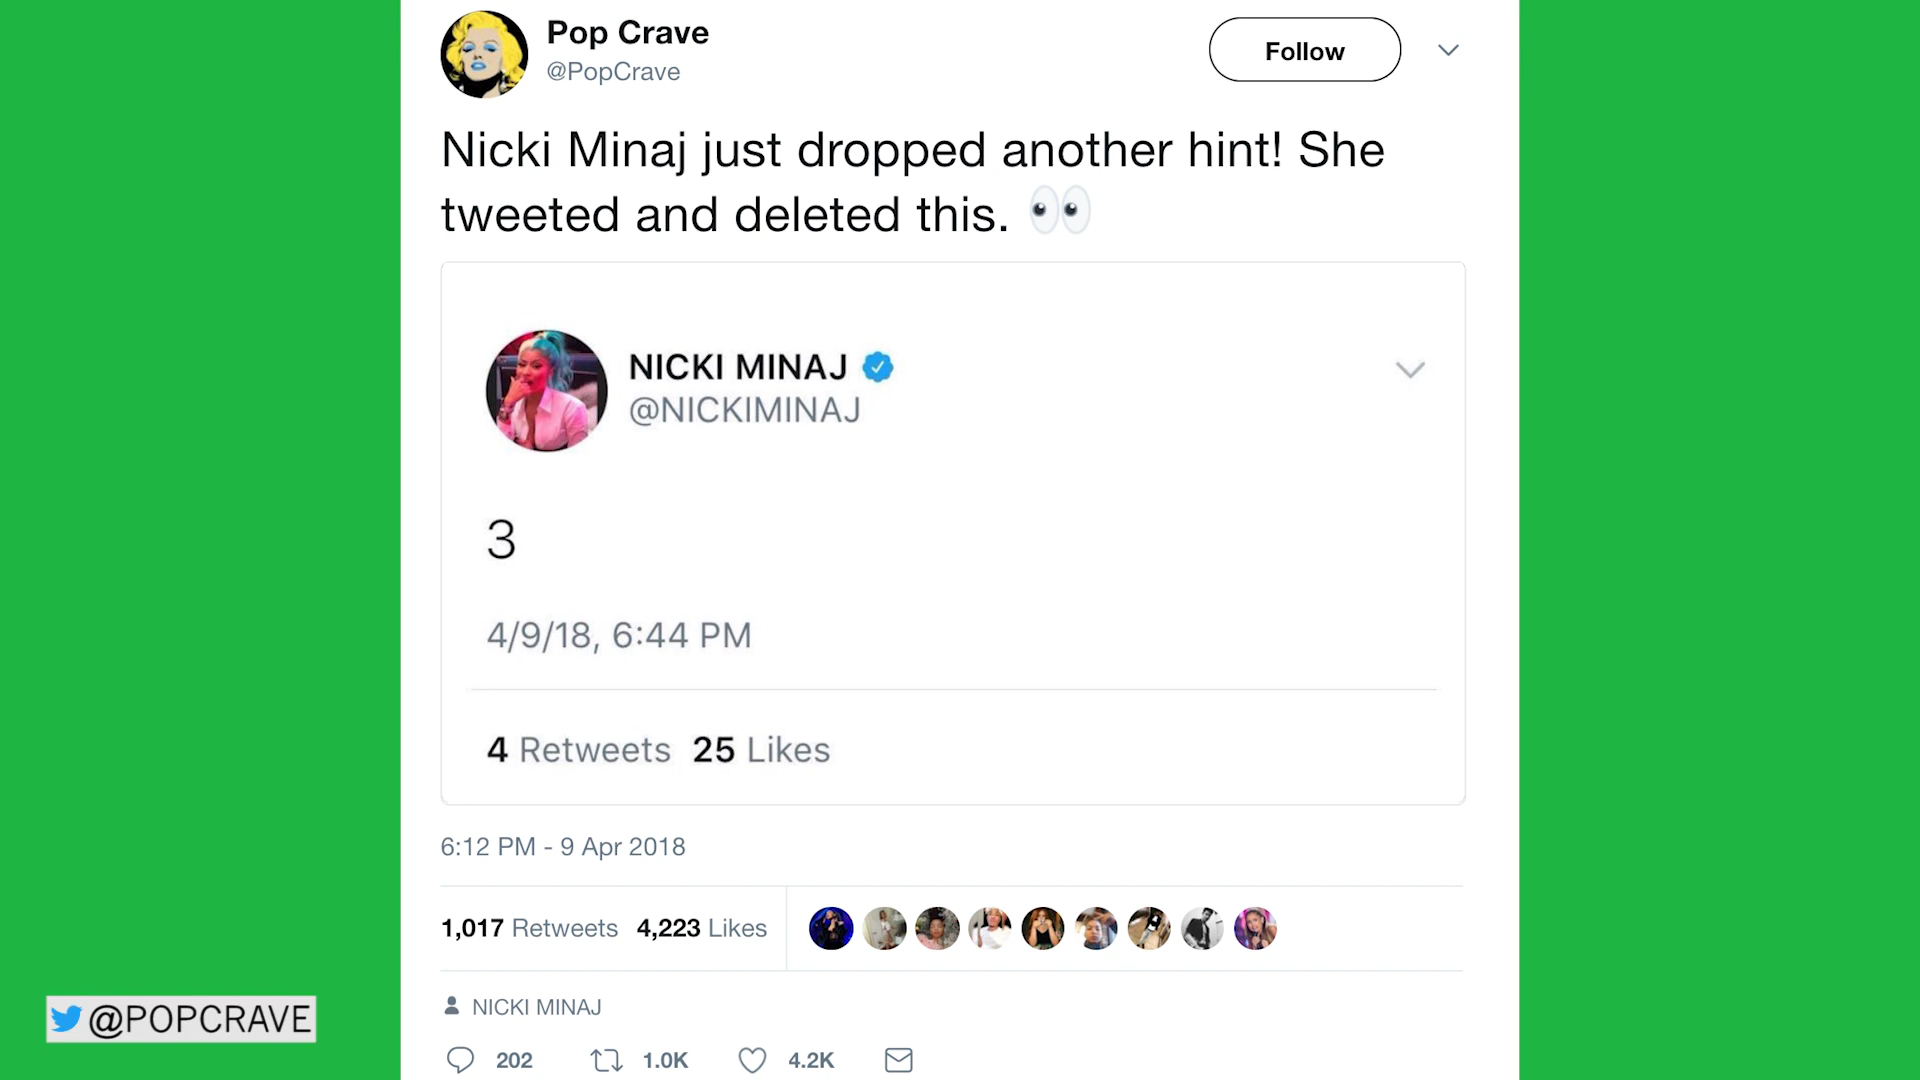 Pop Crave
@PopCrave
Follow
Nicki Minaj just dropped another hint! She
tweeted and deleted this. 👀
NICKI MINAJ
@NICKIMINAJ
3
4/9/18, 6:44 PM
4 Retweets 25 Likes
6:12 PM - 9 Apr 2018
1,017 Retweets 4,223 Likes
NICKI MINAJ
202 1.0K 4.2K
@POPCRAVE